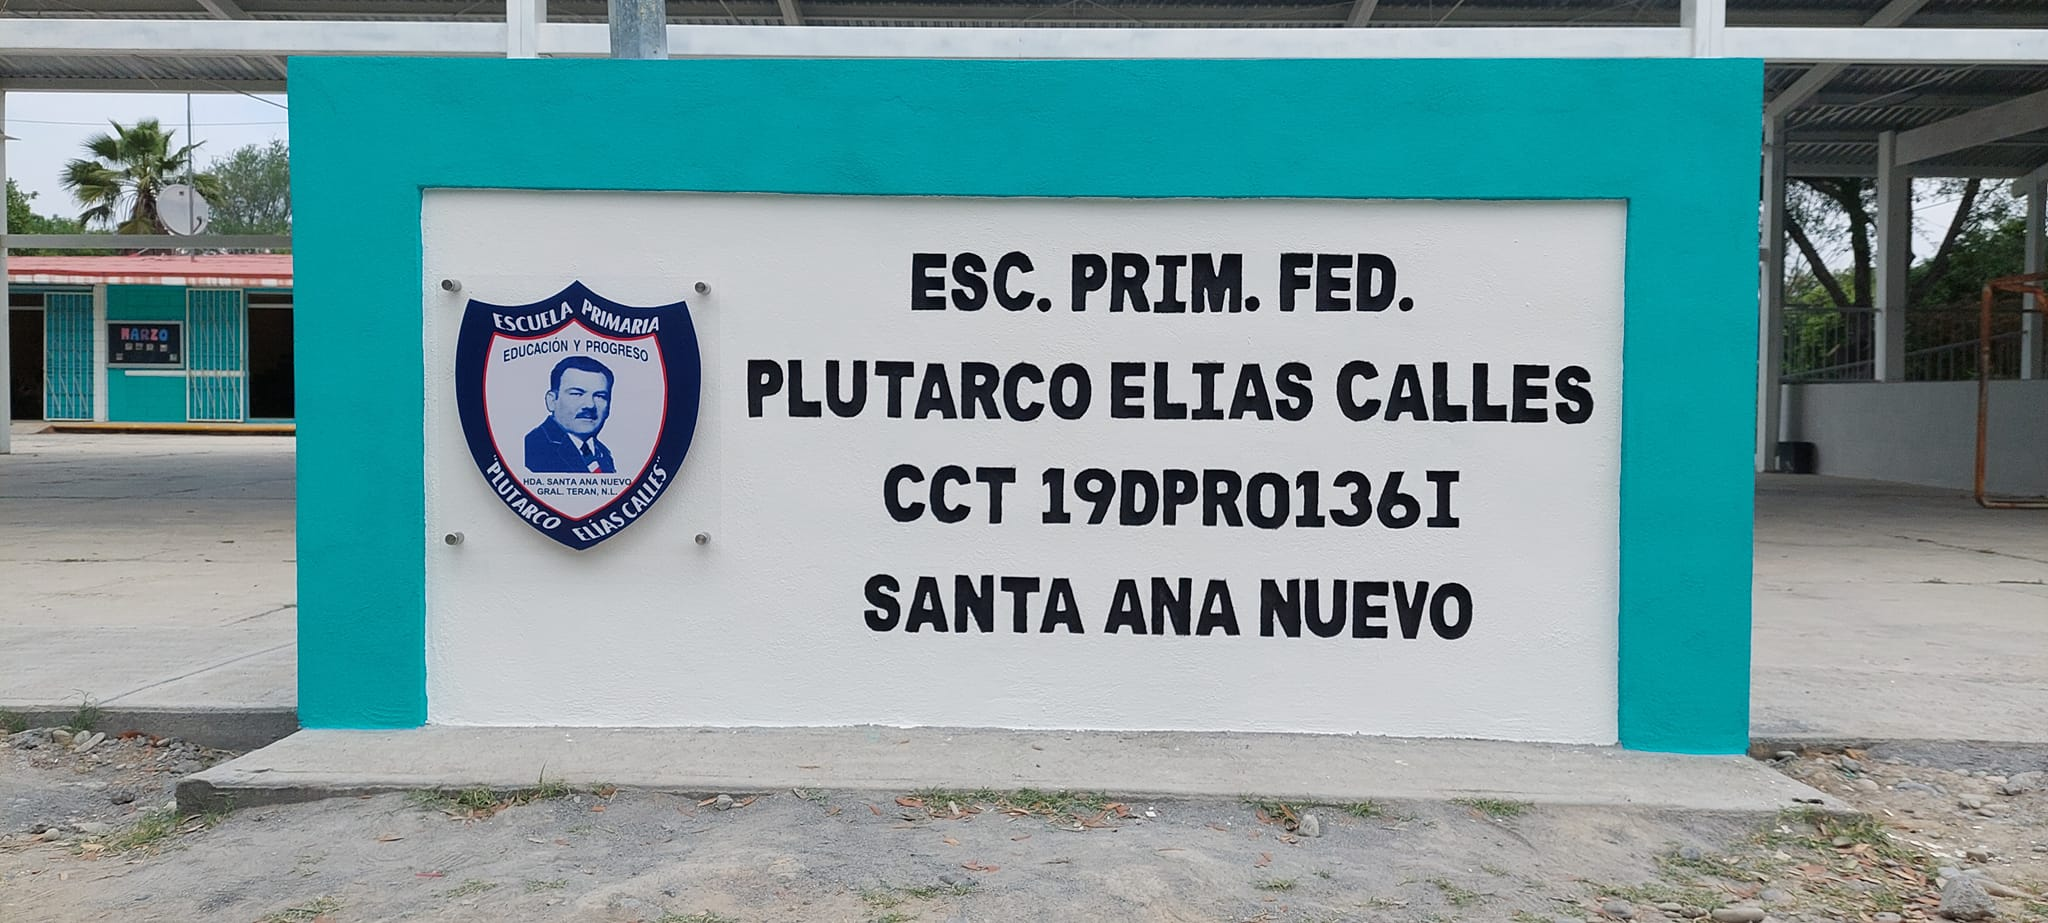 MARZO
ESCUELA PRIMARIA
EDUCACIÓN Y PROGRESO
HDA. SANTA ANA NUEVO
GRAL. TERAN, N.L.
"PLUTARCO ELÍAS CALLES"
ESC. PRIM. FED.
PLUTARCO ELIAS CALLES
CCT 19DPR0136I
SANTA ANA NUEVO